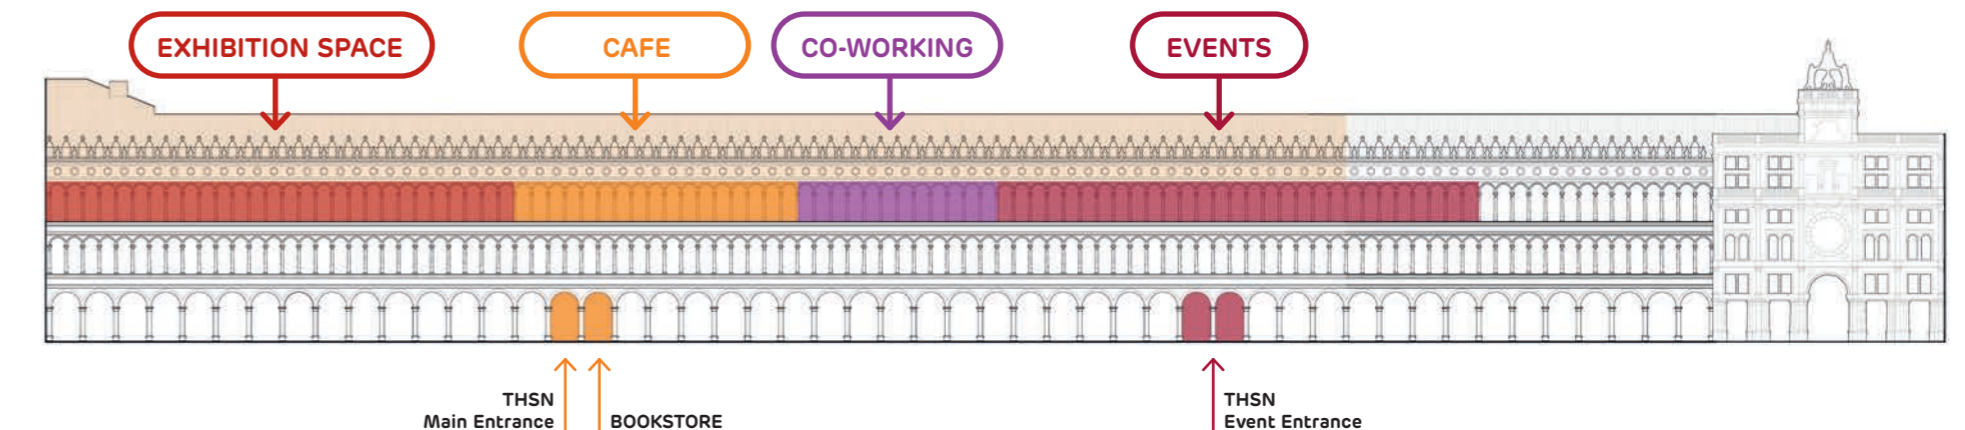 EXHIBITION SPACE
CAFE
CO-WORKING
EVENTS
THSN
Main Entrance
BOOKSTORE
THSN
Event Entrance